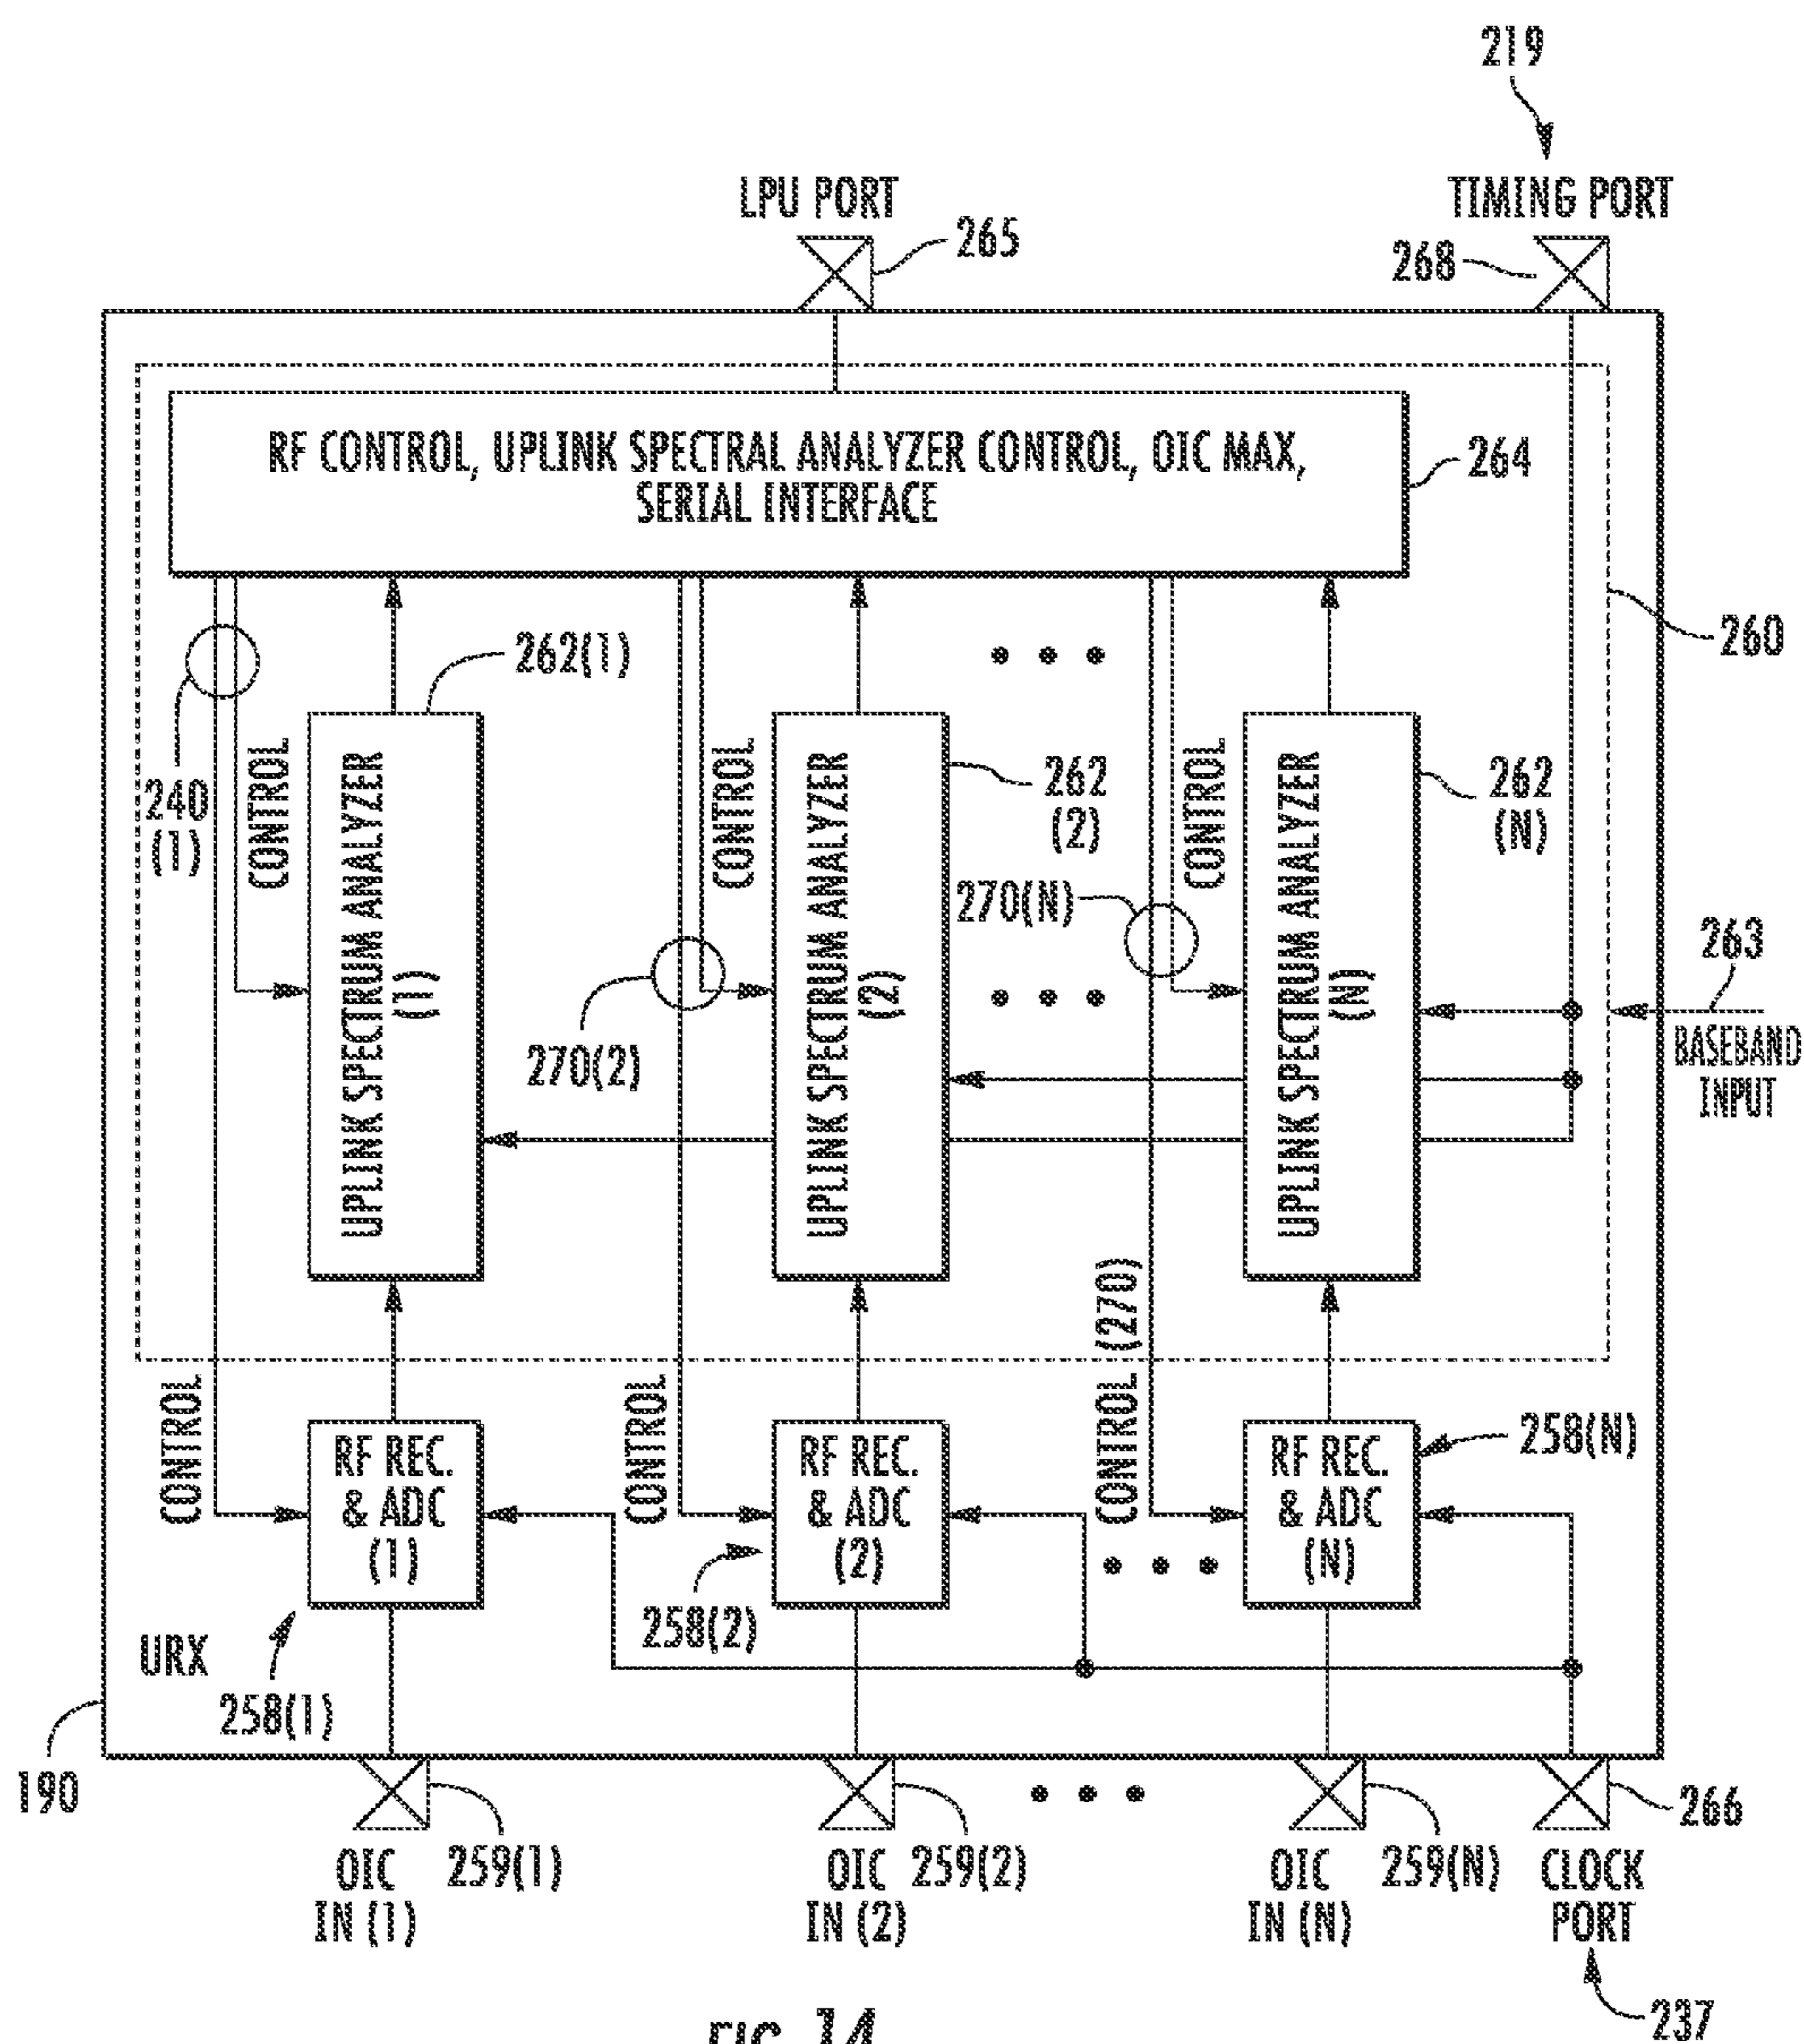 219
LPU PORT
TIMING PORT
265
268
RF CONTROL, UPLINK SPECTRAL ANALYZER CONTROL, OIC MAX,
SERIAL INTERFACE
264
260
262(1)
240
(1)
CONTROL
UPLINK SPECTRUM ANALYZER
(1)
CONTROL
UPLINK SPECTRUM ANALYZER
(2)
262
(2)
CONTROL
UPLINK SPECTRUM ANALYZER
(N)
262
(N)
270(N)
270(2)
263
BASEBAND
INPUT
CONTROL
CONTROL
CONTROL (270)
RF REC.
& ADC
(1)
RF REC.
& ADC
(2)
RF REC.
& ADC
(N)
258(N)
258(2)
URX
258(1)
190
259(1)
259(2)
259(N)
266
OIC
IN (1)
OIC
IN (2)
OIC
IN (N)
CLOCK
PORT
237
FIG. 14